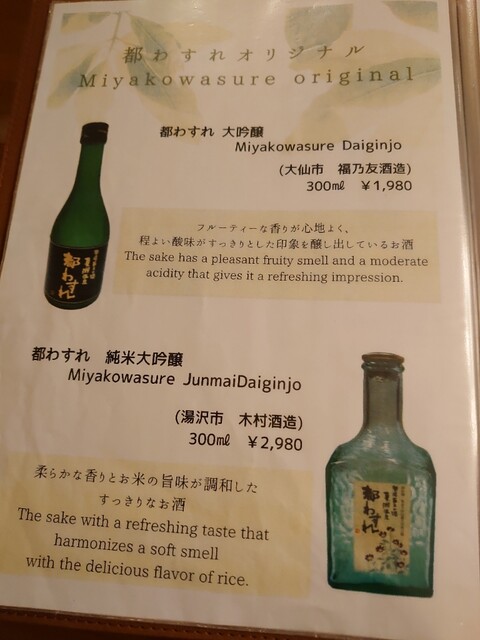 都わすれオリジナル
Miyakowasure original
都わすれ 大吟醸
Miyakowasure Daiginjo
(大仙市 福乃友酒造)
300㎖ ￥1,980
フルーティーな香りが心地よく、
程よい酸味がすっきりとした印象を醸し出しているお酒
The sake has a pleasant fruity smell and a moderate
acidity that gives it a refreshing impression.
都わすれ
都わすれ 純米大吟醸
Miyakowasure JunmaiDaiginjo
(湯沢市 木村酒造)
300㎖ ￥2,980
柔らかな香りとお米の旨味が調和した
すっきりなお酒
The sake with a refreshing taste that
harmonizes a soft smell
with the delicious flavor of rice.
都わすれ